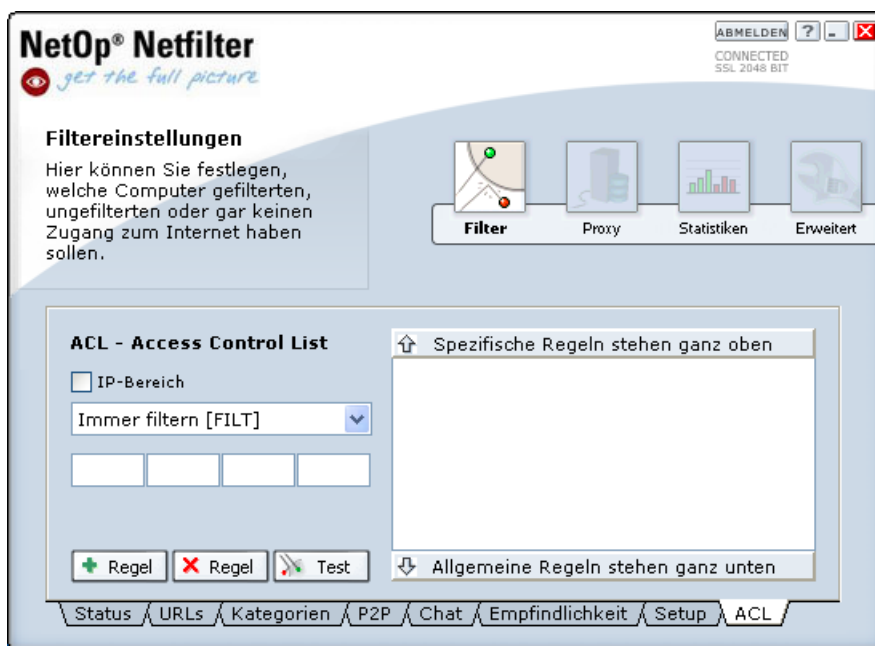 NetOp® Netfilter
get the full picture
ABMELDEN ?
CONNECTED
SSL 2048 BIT
Filtereinstellungen
Hier können Sie festlegen,
welche Computer gefilterten,
ungefilterten oder gar keinen
Zugang zum Internet haben
sollen.
Filter
Proxy
Statistiken
Erweitert
ACL - Access Control List
IP-Bereich
Immer filtern [FILT]
Regel
Regel
Test
Spezifische Regeln stehen ganz oben
Allgemeine Regeln stehen ganz unten
Status
URLs
Kategorien
P2P
Chat
Empfindlichkeit
Setup
ACL